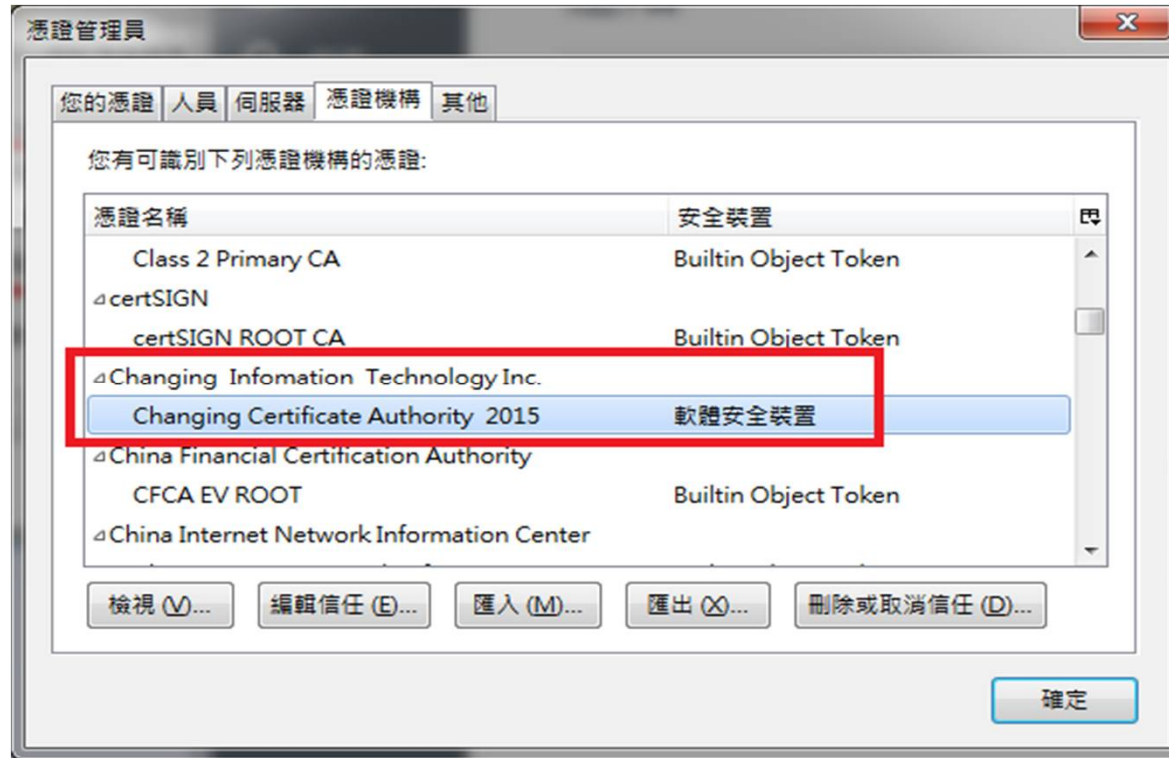 憑證管理員
您的憑證 人員 伺服器 憑證機構 其他
您有可識別下列憑證機構的憑證:
憑證名稱 安全裝置
Class 2 Primary CA Builtin Object Token
certSIGN
certSIGN ROOT CA Builtin Object Token
Changing Infomation Technology Inc.
Changing Certificate Authority 2015 軟體安全裝置
China Financial Certification Authority
CFCA EV ROOT Builtin Object Token
China Internet Network Information Center
檢視 (V)... 編輯信任 (E)... 匯入 (M)... 匯出 (X)... 刪除或取消信任 (D)...
確定